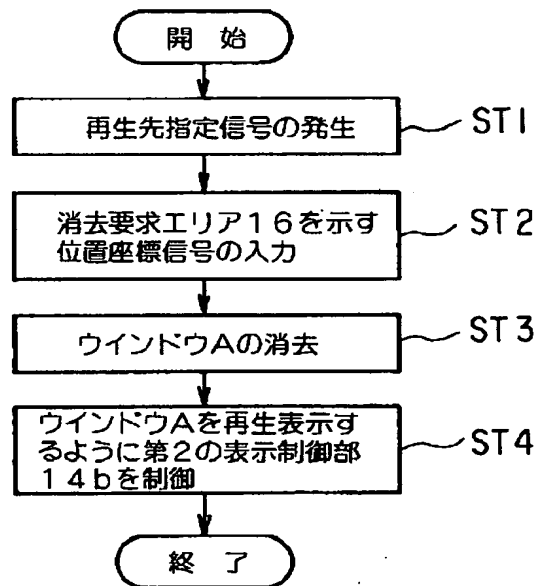 開 始
再生先指定信号の発生
ST1
消去要求エリア16を示す
位置座標信号の入力
ST2
ウインドウAの消去
ST3
ウインドウAを再生表示す
るように第2の表示制御部
14bを制御
ST4
終 了